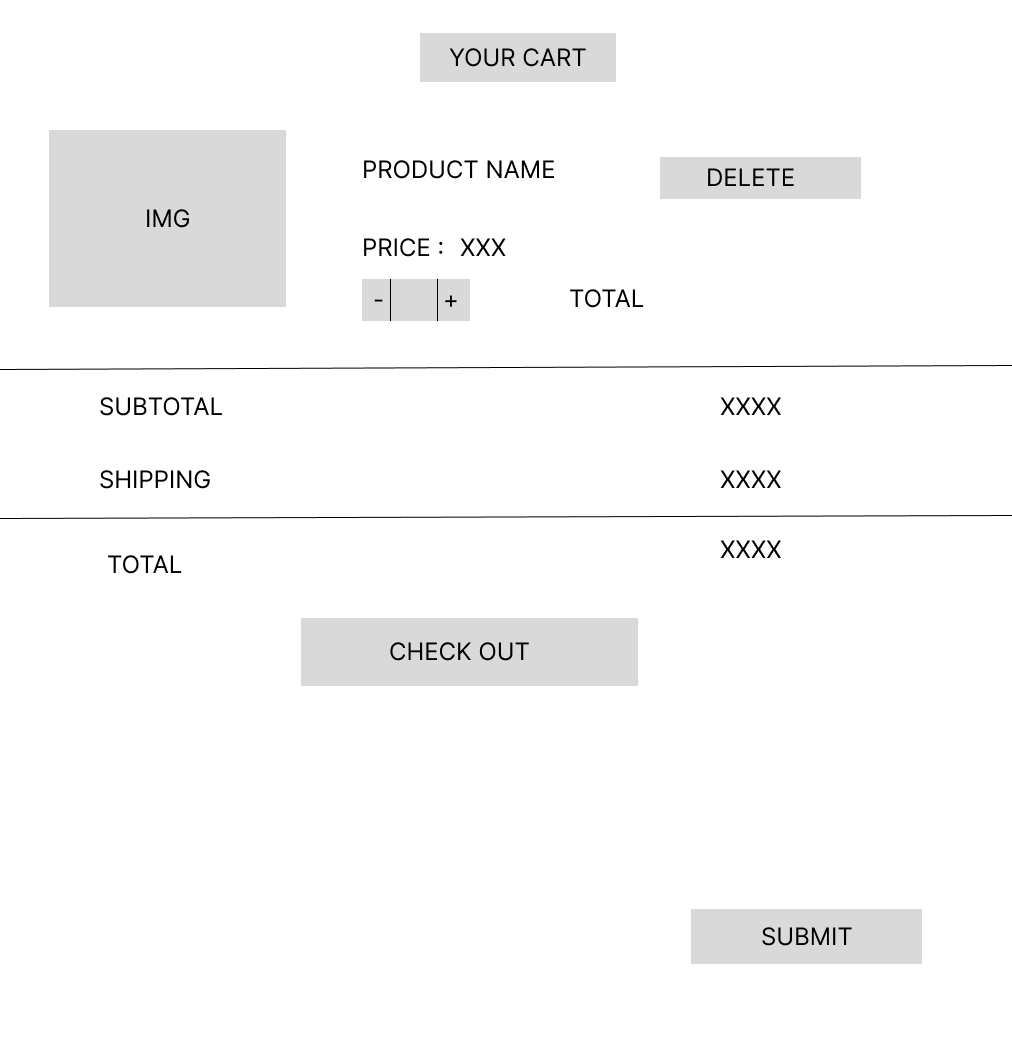 YOUR CART
IMG
PRODUCT NAME
DELETE
PRICE : XXX
- +
TOTAL
SUBTOTAL XXXX
SHIPPING XXXX
TOTAL XXXX
CHECK OUT
SUBMIT